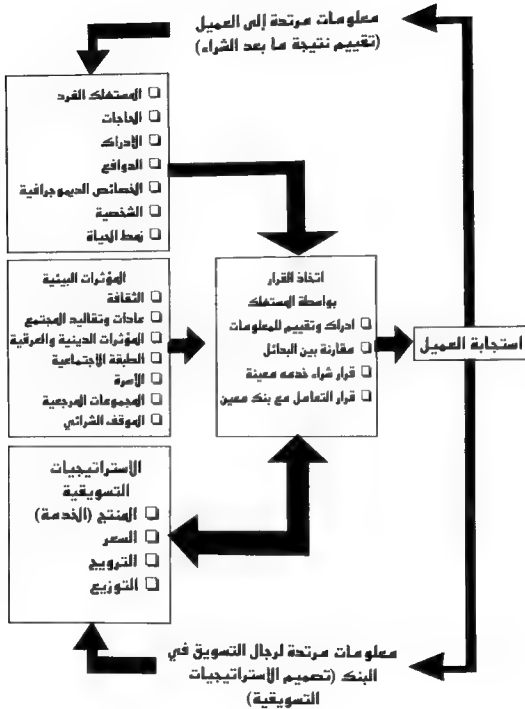 معلومات مرتدة إلى العميل
(تقييم نتيجة ما بعد الشراء)
❑ المستهلك الفرد
❑ الحاجات
❑ الادراك
❑ الدوافع
❑ الخصائص الديموجرافية
❑ الشخصية
❑ نمط الحياة
المؤثرات البيئية
❑ الثقافة
❑ عادات وتقاليد المجتمع
❑ المؤثرات الدينية والعرقية
❑ الطبقة الاجتماعية
❑ الأسرة
❑ المجموعات المرجعية
❑ الموقف الشرائي
اتخاذ القرار
بواسطة المستهلك
❑ ادراك وتقييم للمعلومات
❑ مقارنة بين البدائل
❑ قرار شراء خدمه معينة
❑ قرار التعامل مع بنك معين
استجابة العميل
الاستراتيجيات
التسويقية
❑ المنتج (الخدمة)
❑ السعر
❑ الترويج
❑ التوزيع
معلومات مرتدة لرجال التسويق في
البنك (تصميم الاستراتيجيات
التسويقية)